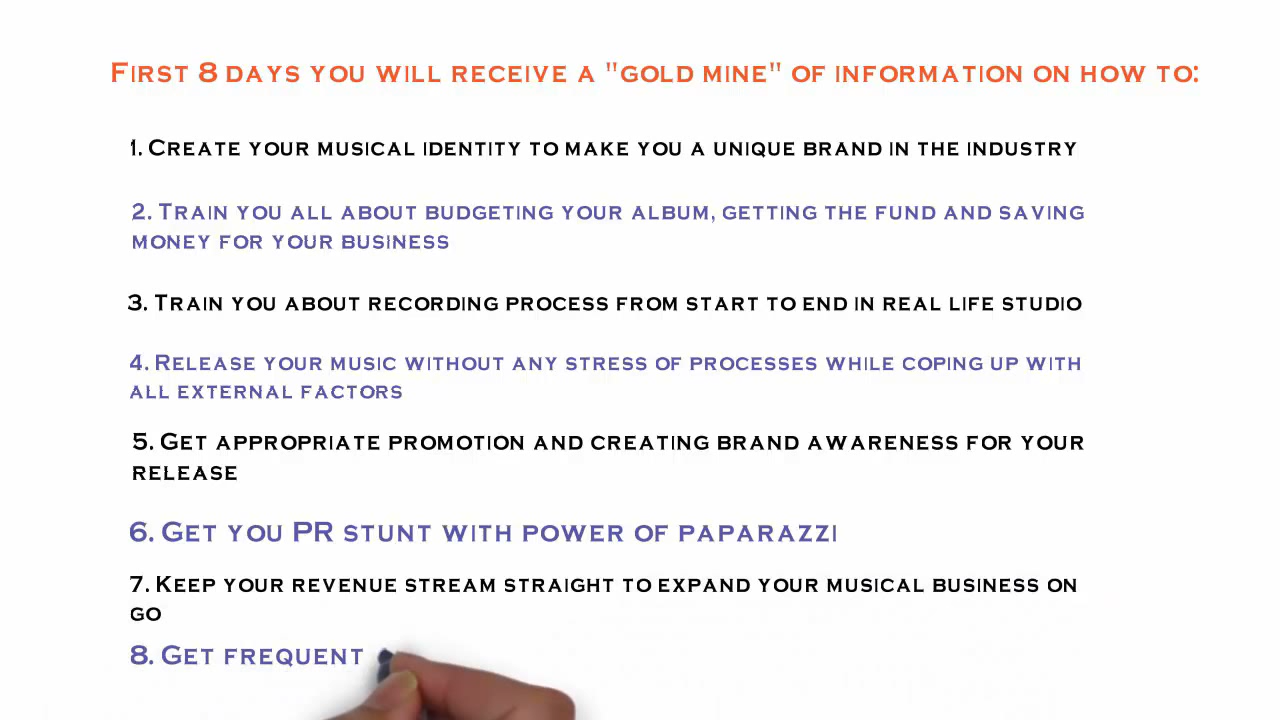 First 8 days you will receive a "gold mine" of information on how to:
1. Create your musical identity to make you a unique brand in the industry
2. Train you all about budgeting your album, getting the fund and saving
money for your business
3. Train you about recording process from start to end in real life studio
4. Release your music without any stress of processes while coping up with
all external factors
5. Get appropriate promotion and creating brand awareness for your
release
6. Get you PR stunt with power of paparazzi
7. Keep your revenue stream straight to expand your musical business on
go
8. Get frequent